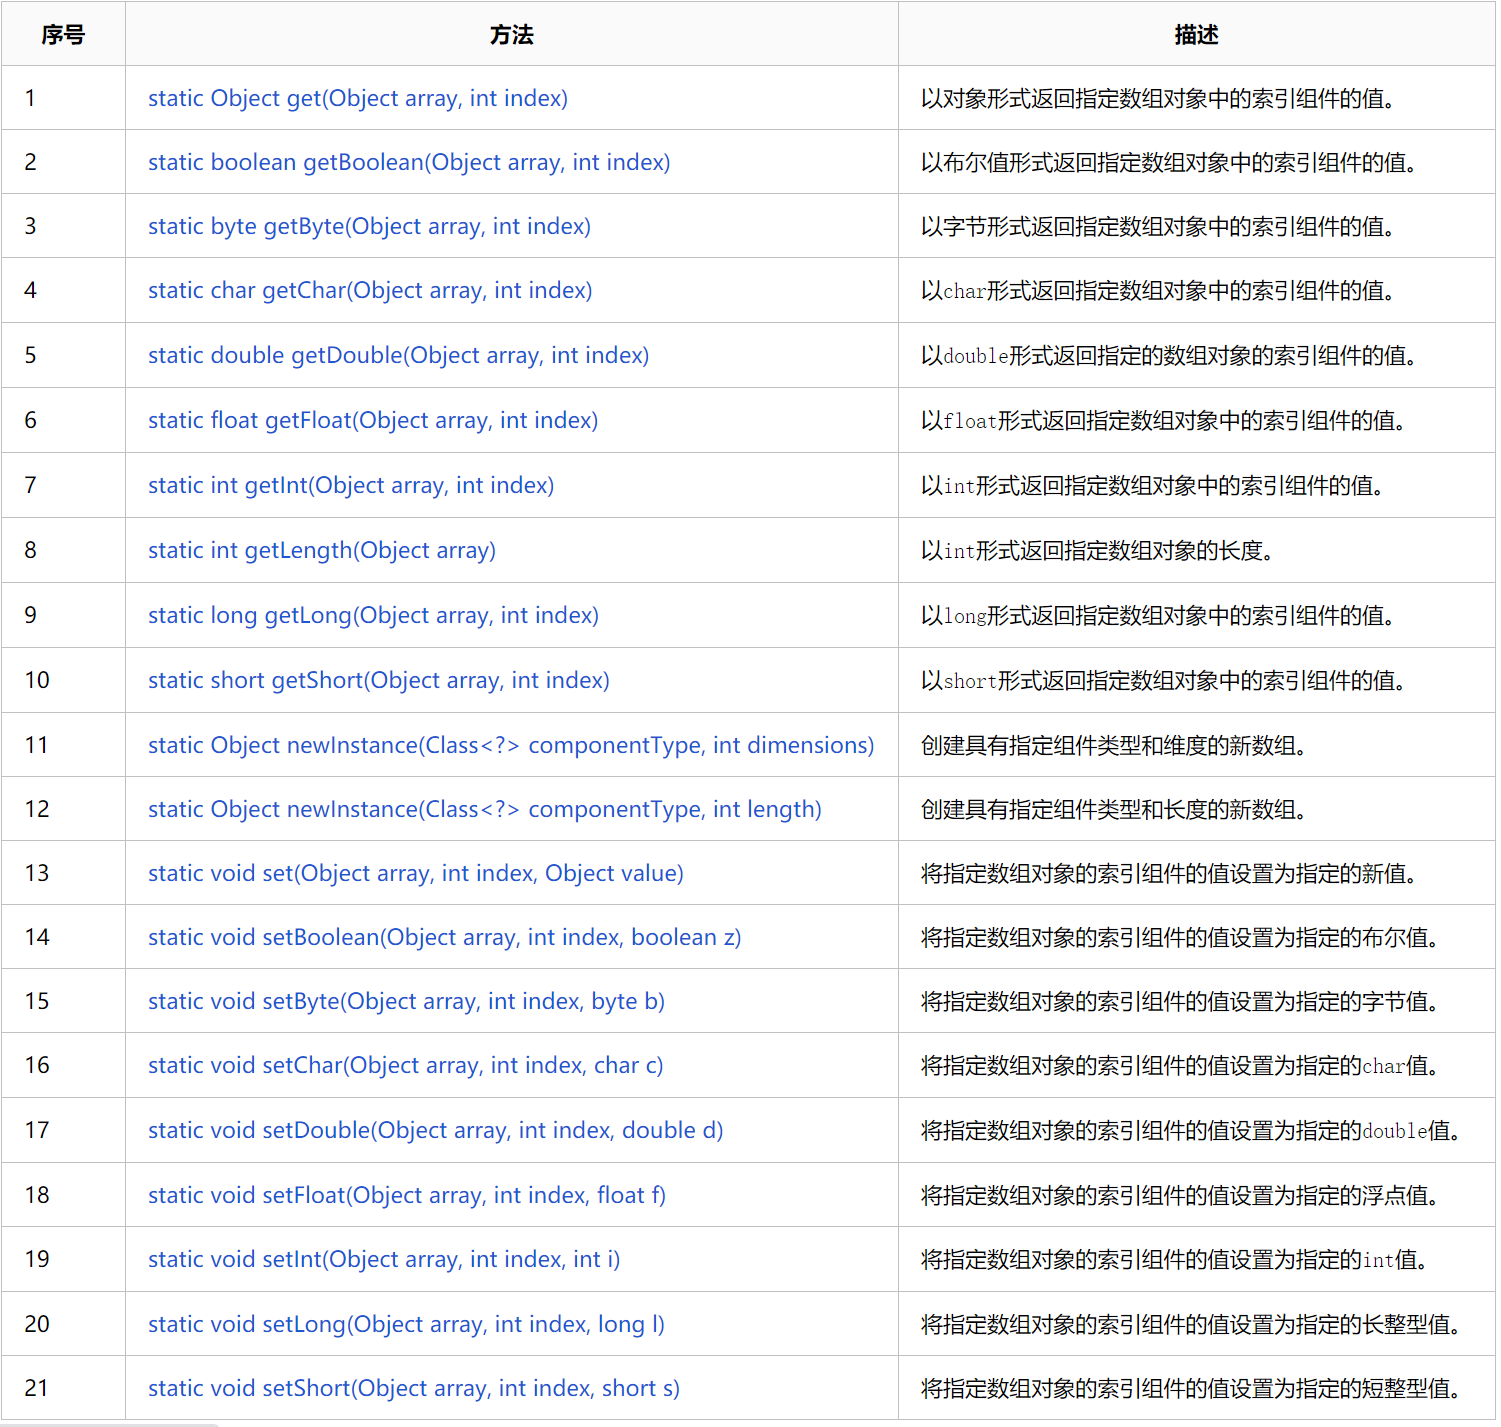 序号 方法 描述
1 static Object get(Object array, int index) 以对象形式返回指定数组对象中的索引组件的值。
2 static boolean getBoolean(Object array, int index) 以布尔值形式返回指定数组对象中的索引组件的值。
3 static byte getByte(Object array, int index) 以字节形式返回指定数组对象中的索引组件的值。
4 static char getChar(Object array, int index) 以char形式返回指定数组对象中的索引组件的值。
5 static double getDouble(Object array, int index) 以double形式返回指定的数组对象的索引组件的值。
6 static float getFloat(Object array, int index) 以float形式返回指定数组对象中的索引组件的值。
7 static int getInt(Object array, int index) 以int形式返回指定数组对象中的索引组件的值。
8 static int getLength(Object array) 以int形式返回指定数组对象的长度。
9 static long getLong(Object array, int index) 以long形式返回指定数组对象中的索引组件的值。
10 static short getShort(Object array, int index) 以short形式返回指定数组对象中的索引组件的值。
11 static Object newInstance(Class<?> componentType, int dimensions) 创建具有指定组件类型和维度的新数组。
12 static Object newInstance(Class<?> componentType, int length) 创建具有指定组件类型和长度的新数组。
13 static void set(Object array, int index, Object value) 将指定数组对象的索引组件的值设置为指定的新值。
14 static void setBoolean(Object array, int index, boolean z) 将指定数组对象的索引组件的值设置为指定的布尔值。
15 static void setByte(Object array, int index, byte b) 将指定数组对象的索引组件的值设置为指定的字节值。
16 static void setChar(Object array, int index, char c) 将指定数组对象的索引组件的值设置为指定的char值。
17 static void setDouble(Object array, int index, double d) 将指定数组对象的索引组件的值设置为指定的double值。
18 static void setFloat(Object array, int index, float f) 将指定数组对象的索引组件的值设置为指定的浮点值。
19 static void setInt(Object array, int index, int i) 将指定数组对象的索引组件的值设置为指定的int值。
20 static void setLong(Object array, int index, long l) 将指定数组对象的索引组件的值设置为指定的长整型值。
21 static void setShort(Object array, int index, short s) 将指定数组对象的索引组件的值设置为指定的短整型值。